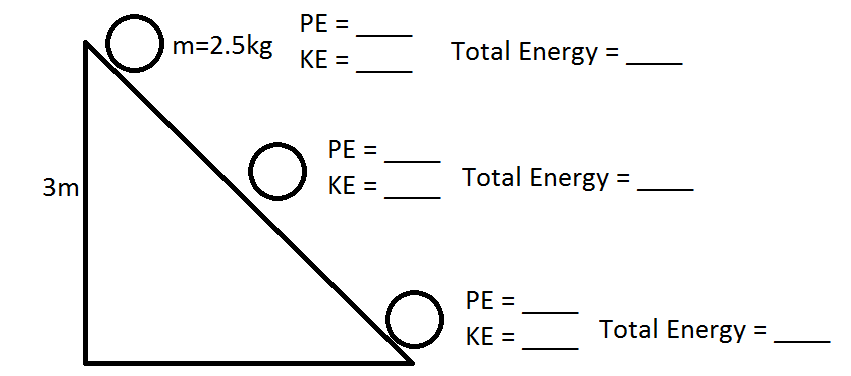 PE = ____
m=2.5kg
KE = ____
Total Energy = ____
PE = ____
3m
KE = ____
Total Energy = ____
PE = ____
KE = ____
Total Energy = ____